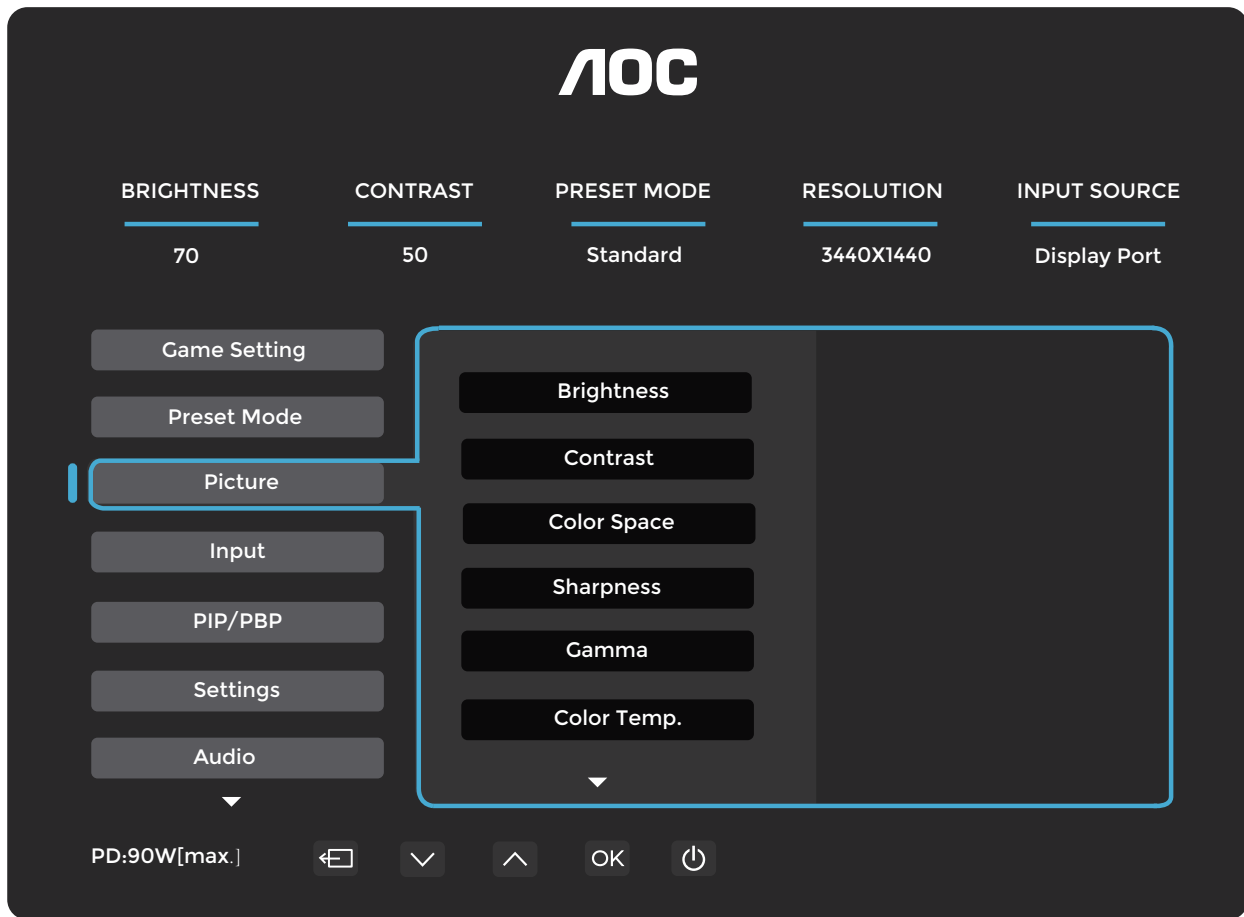 AOC
BRIGHTNESS CONTRAST PRESET MODE RESOLUTION INPUT SOURCE
70 50 Standard 3440X1440 Display Port
Game Setting
Preset Mode
Picture
Input
PIP/PBP
Settings
Audio
Brightness
Contrast
Color Space
Sharpness
Gamma
Color Temp.
PD:90W[max.]
OK